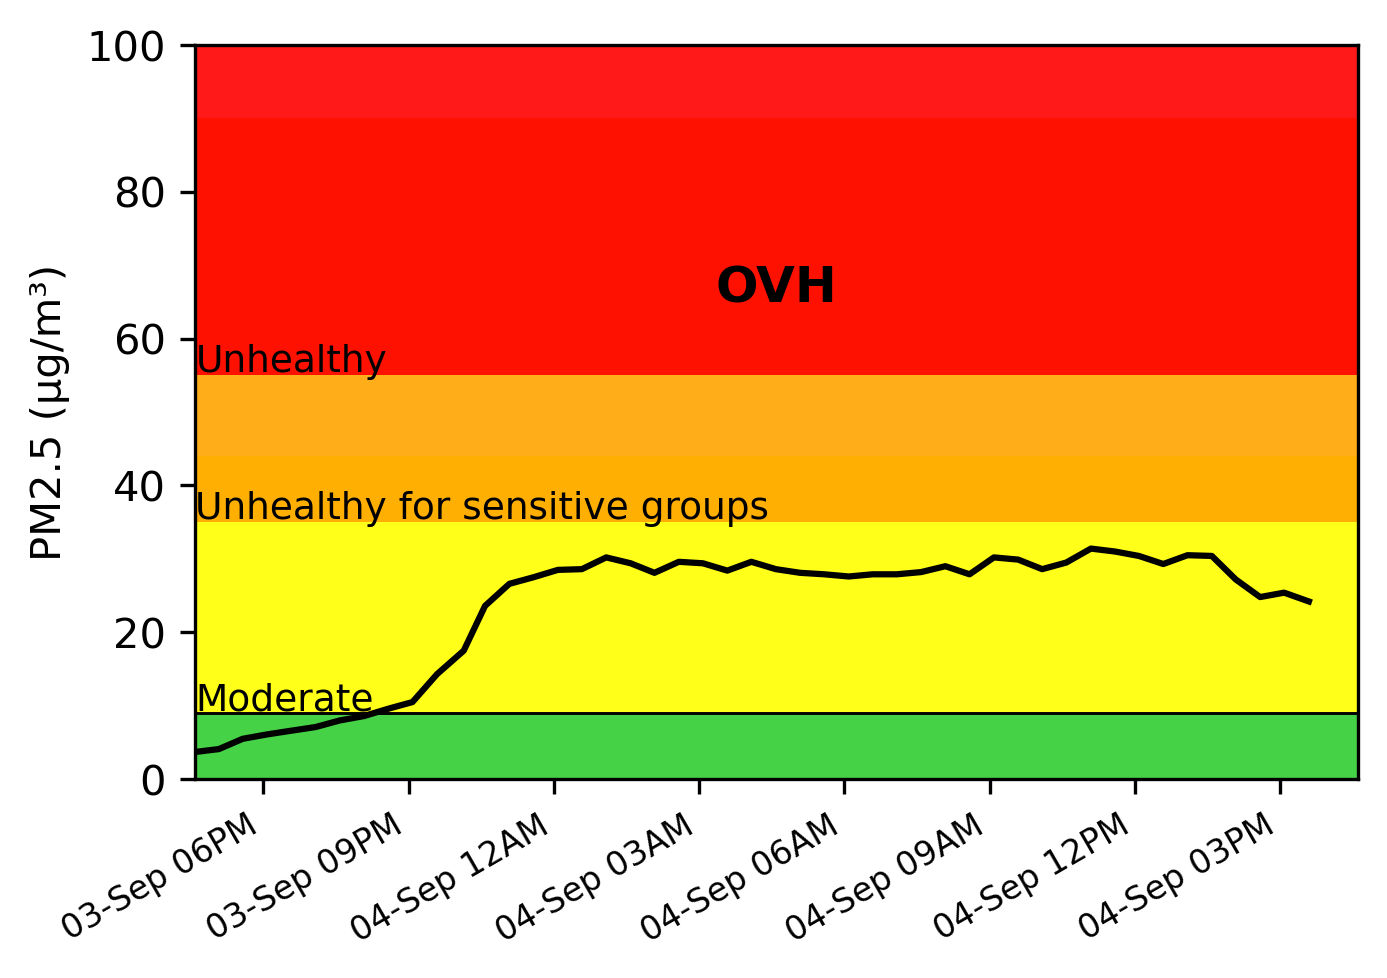 100
80
60
40
20
0
PM2.5 (µg/m³)
OVH
Unhealthy
Unhealthy for sensitive groups
Moderate
03-Sep 06PM
03-Sep 09PM
04-Sep 12AM
04-Sep 03AM
04-Sep 06AM
04-Sep 09AM
04-Sep 12PM
04-Sep 03PM